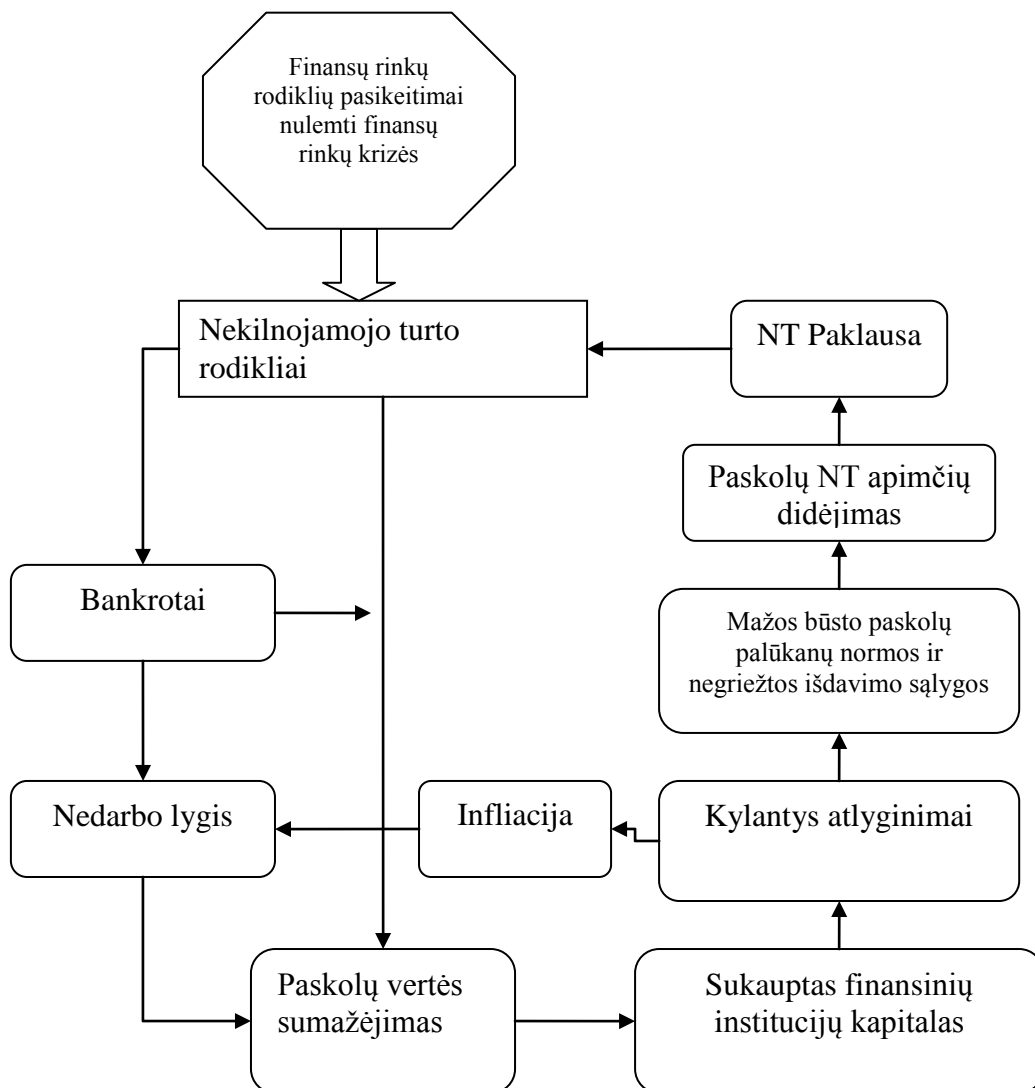 Finansų rinkų
rodiklių pasikeitimai
nulemti finansų
rinkų krizės
Nekilnojamojo turto
rodikliai
NT Paklausa
Paskolų NT apimčių
didėjimas
Bankrotai
Mažos būsto paskolų
palūkanų normos ir
negriežtos išdavimo sąlygos
Nedarbo lygis
Infliacija
Kylantys atlyginimai
Paskolų vertės
sumažėjimas
Sukauptas finansinių
institucijų kapitalas